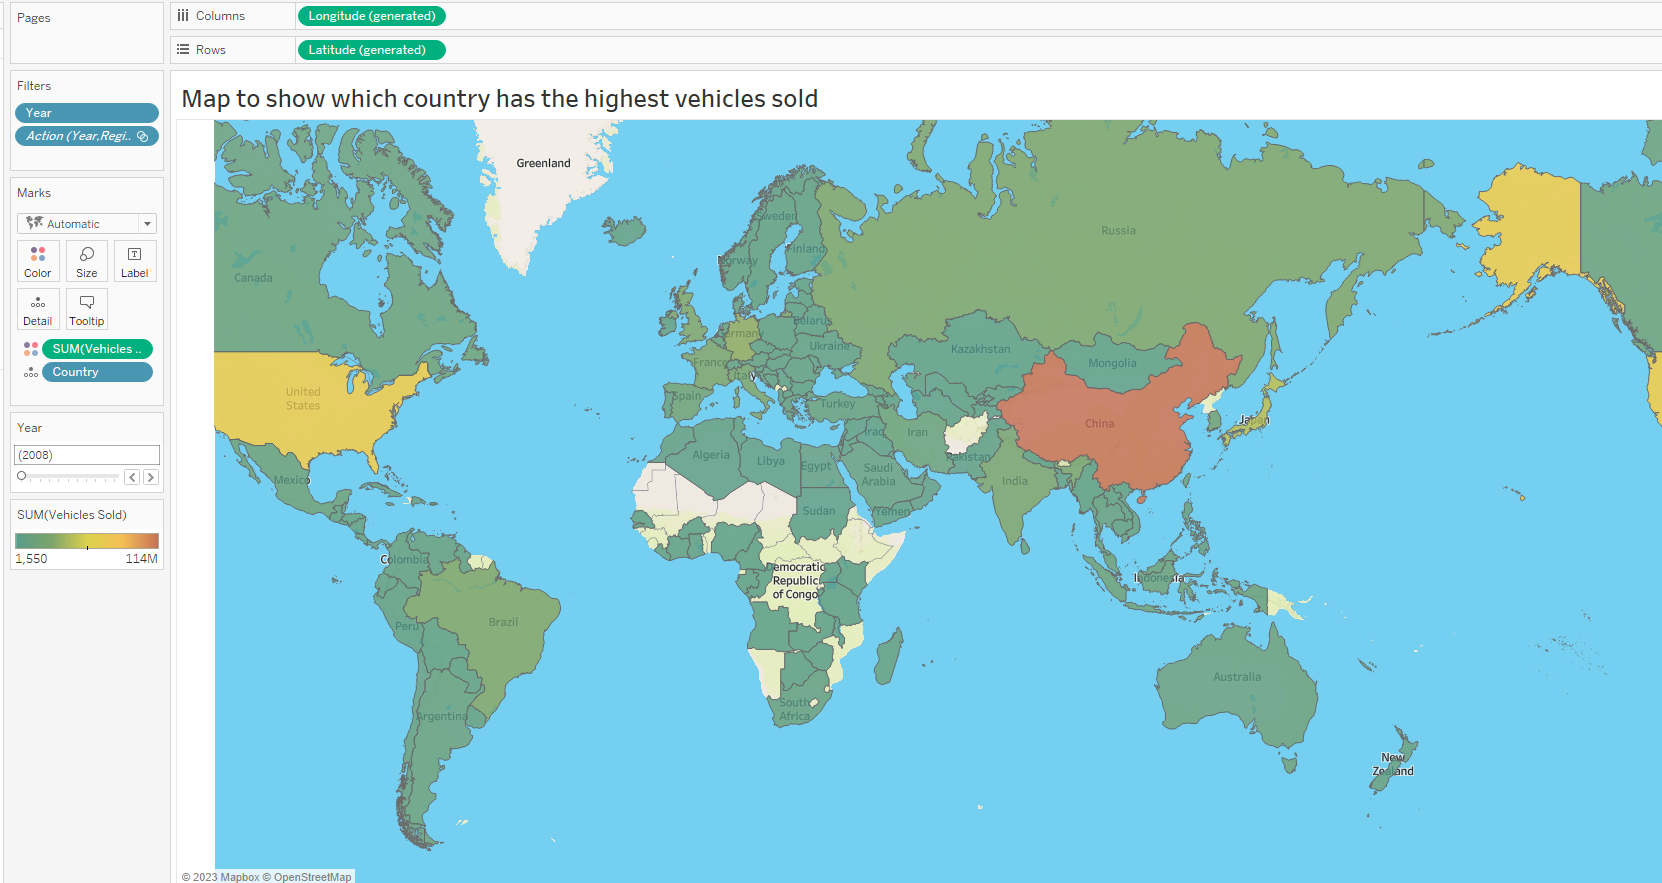 Pages
Columns
Longitude (generated)
Rows
Latitude (generated)
Filters
Year
Action (Year,Regi..
Marks
Automatic
Color
Size
Label
Detail
Tooltip
SUM(Vehicles ..
Country
Year
(2008)
SUM(Vehicles Sold)
1,550
114M
Map to show which country has the highest vehicles sold
Greenland
Sweden
Finland
Norway
Russia
Canada
Belarus
Germany
Ukraine
France
Italy
Kazakhstan
Mongolia
United
States
Spain
Turkey
China
Japan
Iraq
Iran
Algeria
Libya
Egypt
Pakistan
Saudi
Arabia
India
Mexico
Sudan
Yemen
Colombia
Democratic
Republic
of Congo
Indonesia
Brazil
Peru
Australia
South
Africa
Argentina
New
Zealand
© 2023 Mapbox © OpenStreetMap